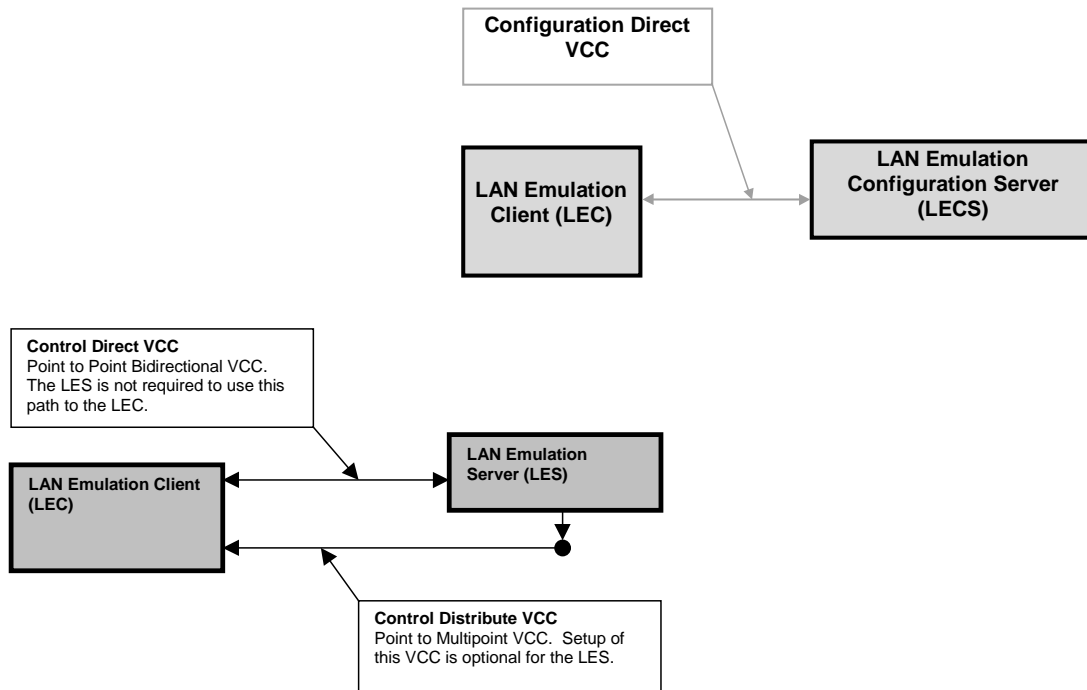 Configuration Direct
VCC
LAN Emulation
Client (LEC)
LAN Emulation
Configuration Server
(LECS)
Control Direct VCC
Point to Point Bidirectional VCC.
The LES is not required to use this
path to the LEC.
LAN Emulation Client
(LEC)
LAN Emulation
Server (LES)
Control Distribute VCC
Point to Multipoint VCC.  Setup of
this VCC is optional for the LES.